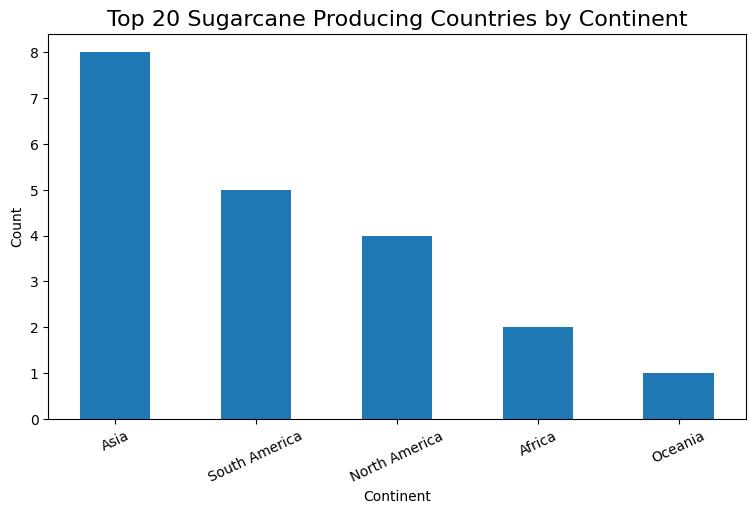 Top 20 Sugarcane Producing Countries by Continent
8
7
6
5
4
3
2
1
0
Count
Asia
South America
North America
Africa
Oceania
Continent